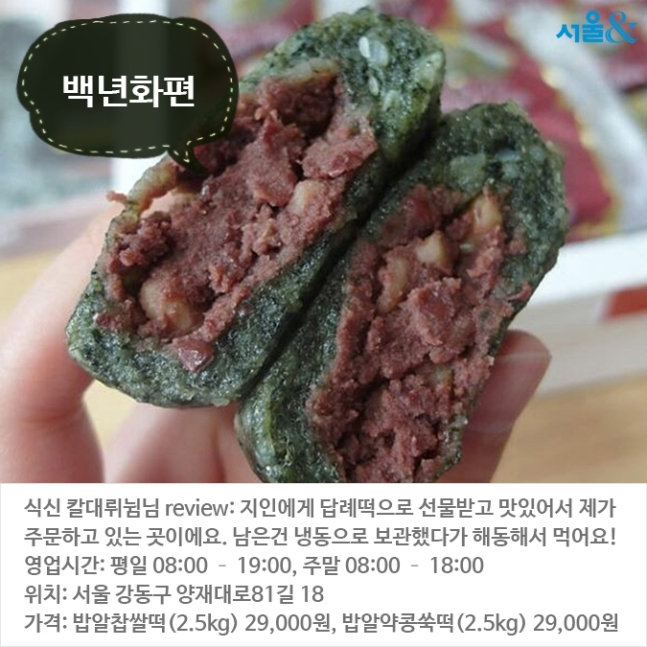 서울&
백년화편
식신 칼대뤼뷤님 review: 지인에게 답례떡으로 선물받고 맛있어서 제가
주문하고 있는 곳이에요. 남은건 냉동으로 보관했다가 해동해서 먹어요!
영업시간: 평일 08:00 - 19:00, 주말 08:00 - 18:00
위치: 서울 강동구 양재대로81길 18
가격: 밥알찹쌀떡(2.5kg) 29,000원, 밥알약콩쑥떡(2.5kg) 29,000원